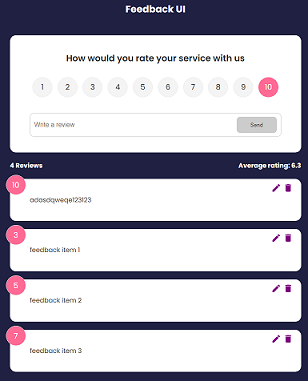 Feedback UI
How would you rate your service with us
1 2 3 4 5 6 7 8 9 10
Write a review Send
4 Reviews Average rating: 6.3
10
adasdqweqe123123
3
feedback item 1
5
feedback item 2
7
feedback item 3